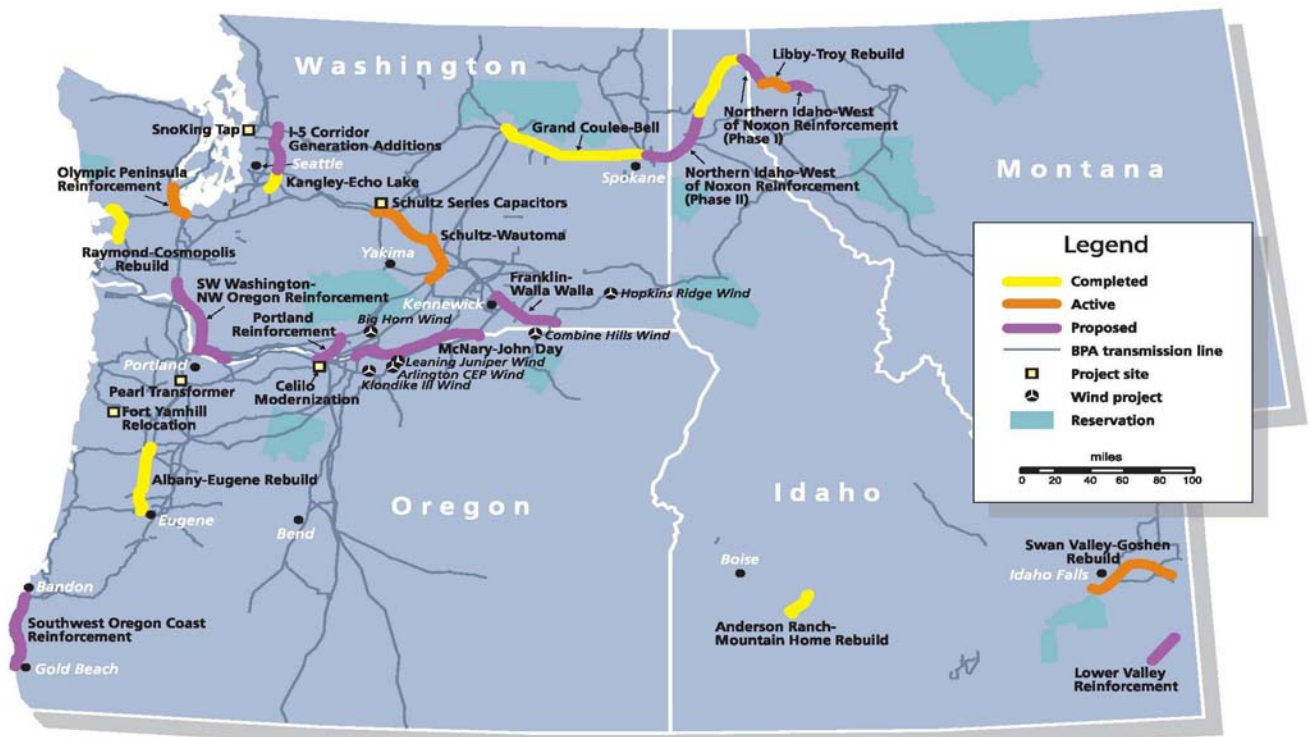 Washington
Montana
Oregon
Idaho
SnoKing Tap
I-5 Corridor
Generation Additions
Seattle
Olympic Peninsula
Reinforcement
Kangley-Echo Lake
Raymond-Cosmopolis
Rebuild
Schultz Series Capacitors
Schultz-Wautoma
Yakima
Grand Coulee-Bell
Spokane
Libby-Troy Rebuild
Northern Idaho-West
of Noxon Reinforcement
(Phase I)
Northern Idaho-West
of Noxon Reinforcement
(Phase II)
SW Washington-
NW Oregon Reinforcement
Portland
Reinforcement
Big Horn Wind
Kennewick
Franklin-
Walla Walla
Hopkins Ridge Wind
Combine Hills Wind
McNary-John Day
Leaning Juniper Wind
Arlington CEP Wind
Klondike III Wind
Portland
Pearl Transformer
Celilo
Modernization
Fort Yamhill
Relocation
Albany-Eugene Rebuild
Eugene
Bend
Bandon
Southwest Oregon Coast
Reinforcement
Gold Beach
Boise
Anderson Ranch-
Mountain Home Rebuild
Swan Valley-Goshen
Rebuild
Idaho Falls
Lower Valley
Reinforcement
Legend
Completed
Active
Proposed
BPA transmission line
Project site
Wind project
Reservation
miles
0 20 40 60 80 100